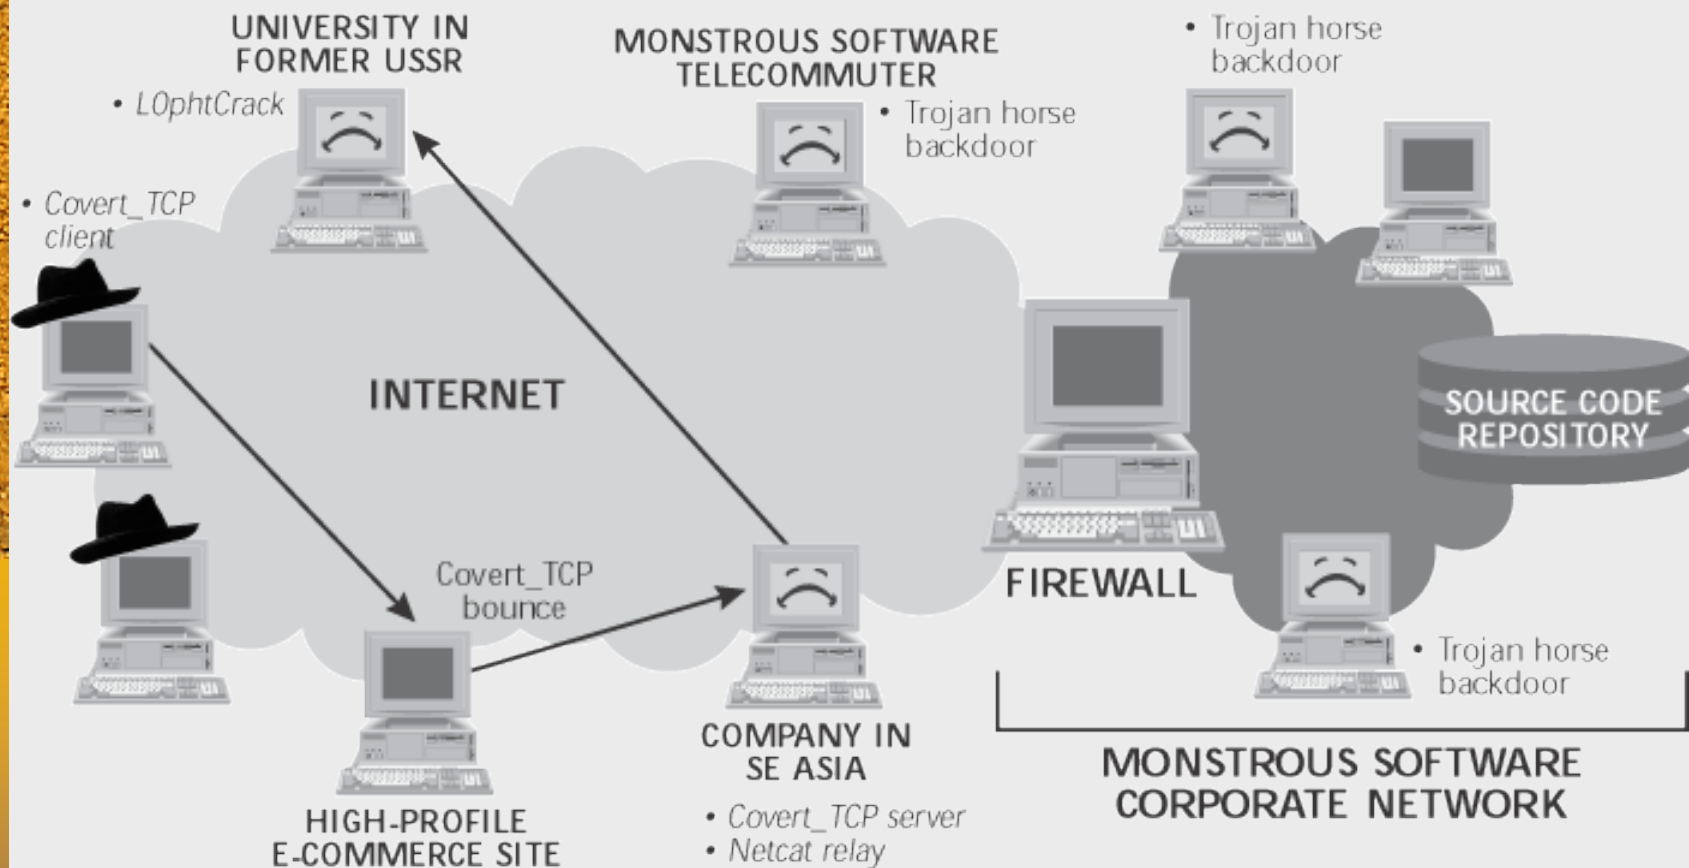 UNIVERSITY IN
FORMER USSR
• L0phtCrack
MONSTROUS SOFTWARE
TELECOMMUTER
• Trojan horse
backdoor
• Trojan horse
backdoor
• Covert_TCP
client
INTERNET
SOURCE CODE
REPOSITORY
Covert_TCP
bounce
FIREWALL
• Trojan horse
backdoor
HIGH-PROFILE
E-COMMERCE SITE
COMPANY IN
SE ASIA
• Covert_TCP server
• Netcat relay
MONSTROUS SOFTWARE
CORPORATE NETWORK